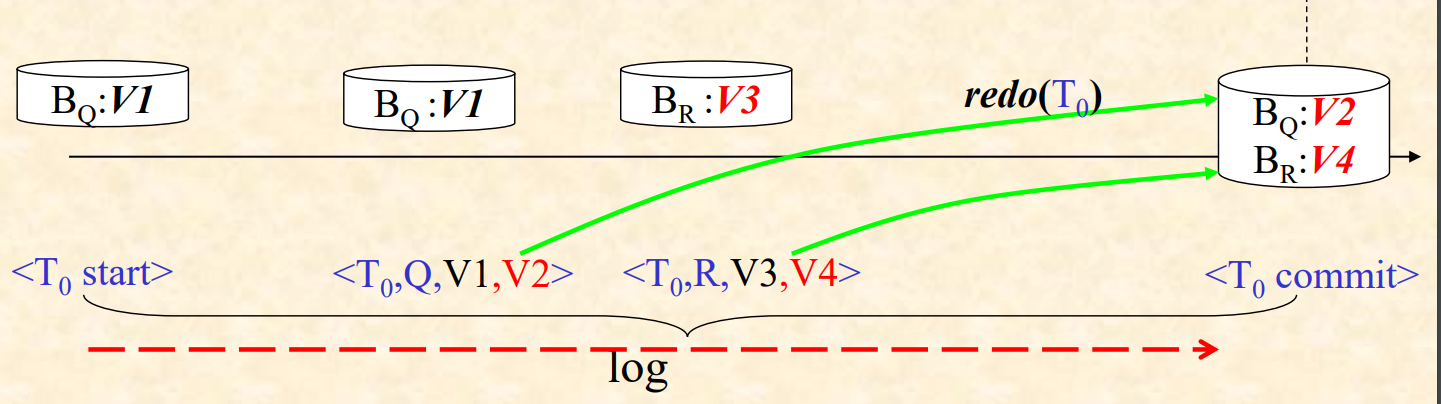 B_Q:V1
B_Q :V1
B_R :V3
redo(T_0)
B_Q:V2
B_R:V4
<T_0 start>
<T_0,Q,V1,V2>
<T_0,R,V3,V4>
<T_0 commit>
log